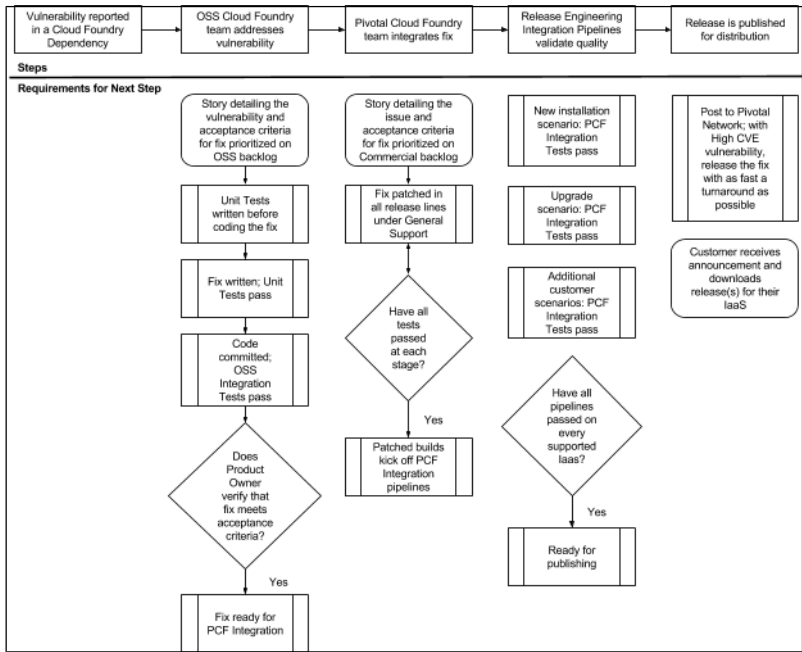 Vulnerability reported
in a Cloud Foundry
Dependency
OSS Cloud Foundry
team addresses
vulnerability
Pivotal Cloud Foundry
team integrates fix
Release Engineering
Integration Pipelines
validate quality
Release is published
for distribution
Steps
Requirements for Next Step
Story detailing the
vulnerability and
acceptance criteria
for fix prioritized on
OSS backlog
Unit Tests
written before
coding the fix
Fix written; Unit
Tests pass
Code
committed;
OSS
Integration
Tests pass
Does
Product
Owner
verify that
fix meets
acceptance
criteria?
Yes
Fix ready for
PCF Integration
Story detailing the
issue and
acceptance criteria
for fix prioritized on
Commercial backlog
Fix patched in
all release lines
under General
Support
Have all
tests
passed
at each
stage?
Yes
Patched builds
kick off PCF
Integration
pipelines
New installation
scenario: PCF
Integration
Tests pass
Upgrade
scenario: PCF
Integration
Tests pass
Additional
customer
scenarios: PCF
Integration
Tests pass
Have all
pipelines
passed on
every
supported
Iaas?
Yes
Ready for
publishing
Post to Pivotal
Network; with
High CVE
vulnerability,
release the fix
with as fast a
turnaround as
possible
Customer receives
announcement and
downloads
release(s) for their
IaaS